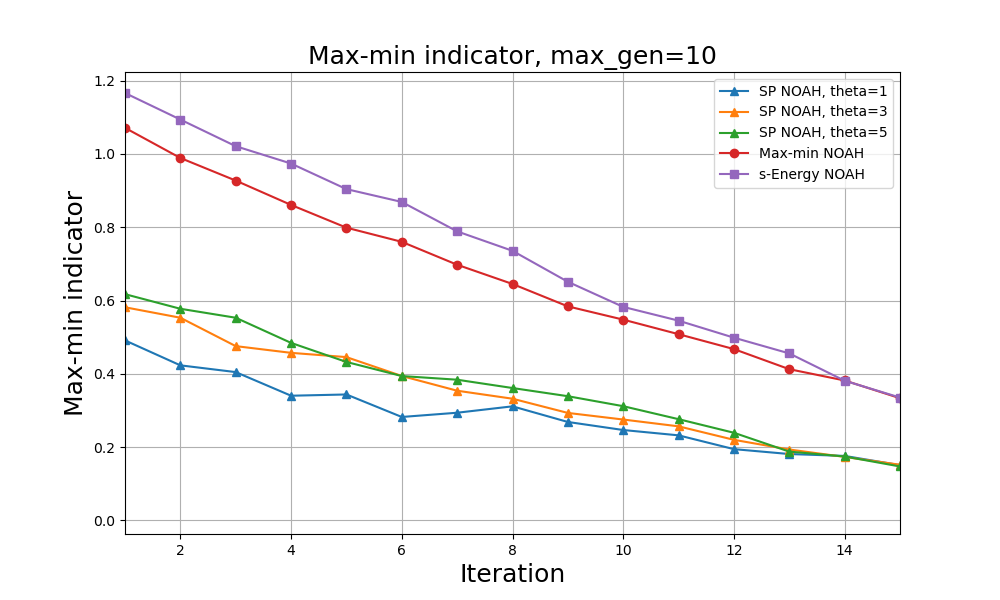 Max-min indicator, max_gen=10
SP NOAH, theta=1
SP NOAH, theta=3
SP NOAH, theta=5
Max-min NOAH
s-Energy NOAH
Max-min indicator
1.2
1.0
0.8
0.6
0.4
0.2
0.0
2 4 6 8 10 12 14
Iteration